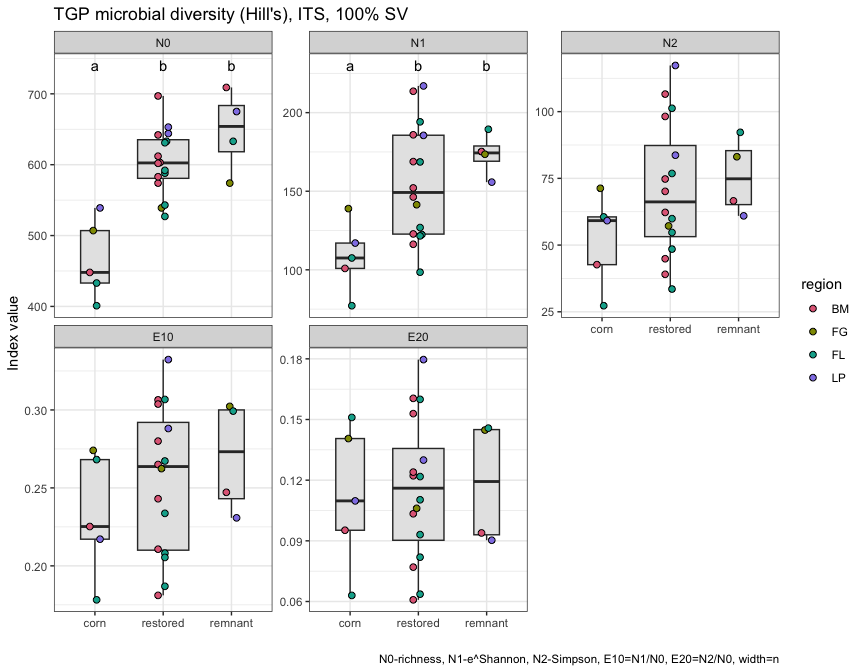 TGP microbial diversity (Hill's), ITS, 100% SV
N0
N1
N2
a b b
a b b
700
600
500
400
200
150
100
100
75
50
25
corn restored remnant
Index value
E10
E20
0.30
0.25
0.20
0.18
0.15
0.12
0.09
0.06
corn restored remnant
corn restored remnant
region
BM
FG
FL
LP
N0-richness, N1-e^Shannon, N2-Simpson, E10=N1/N0, E20=N2/N0, width=n